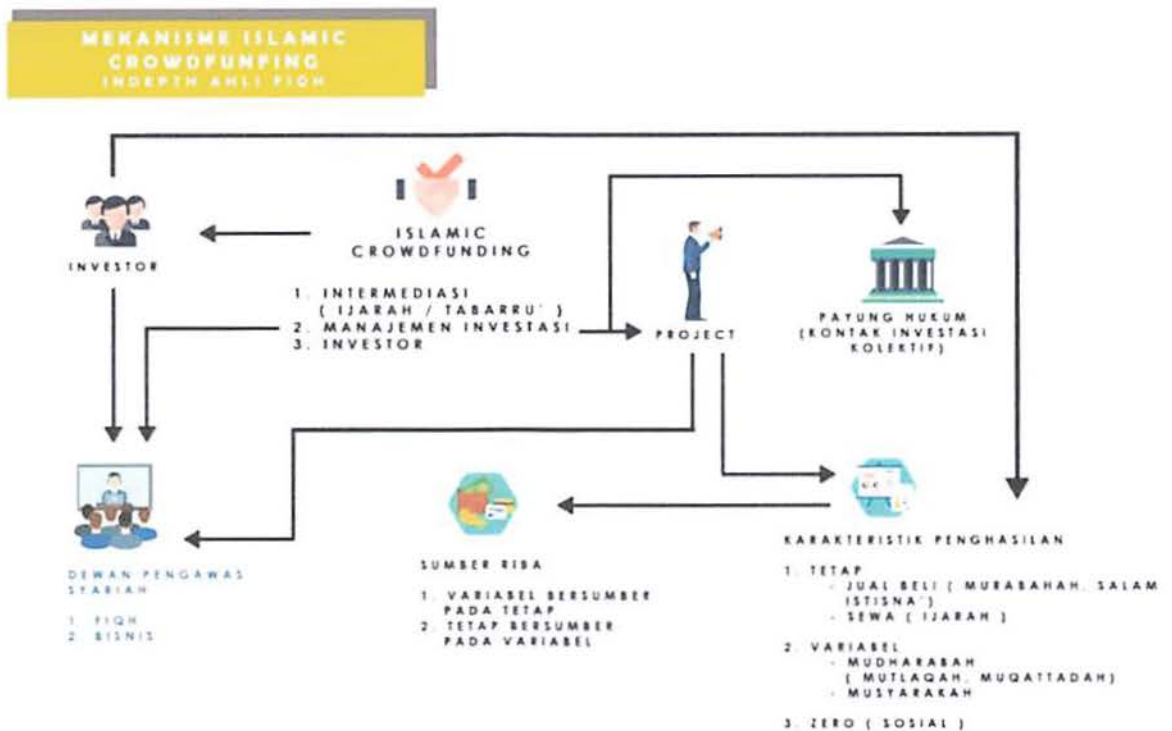 MEKANISME ISLAMIC
CROWDFUNFING
INDEPTH AHLI FIQH
INVESTOR
ISLAMIC
CROWDFUNDING
1. INTERMEDIASI
( IJARAH / TABARRU' )
2. MANAJEMEN INVESTASI
3. INVESTOR
PROJECT
PAYUNG HUKUM
(KONTAK INVESTASI
KOLEKTIF)
DEWAN PENGAWAS
SYARIAH
1. FIQH
2. BISNIS
SUMBER RIBA
1. VARIABEL BERSUMBER
PADA TETAP
2. TETAP BERSUMBER
PADA VARIABEL
KARAKTERISTIK PENGHASILAN
1. TETAP
- JUAL BELI ( MURABAHAH, SALAM
ISTISNA')
- SEWA ( IJARAH )
2. VARIABEL
- MUDHARABAH
( MUTLAQAH, MUQATTADAH)
- MUSYARAKAH
3. ZERO ( SOSIAL )